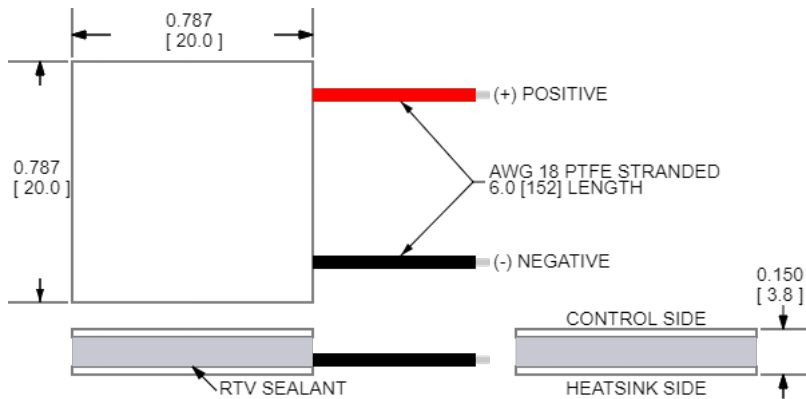 0.787
[ 20.0 ]
(+) POSITIVE
0.787
[ 20.0 ]
AWG 18 PTFE STRANDED
6.0 [152] LENGTH
(-) NEGATIVE
0.150
[ 3.8 ]
CONTROL SIDE
RTV SEALANT
HEATSINK SIDE